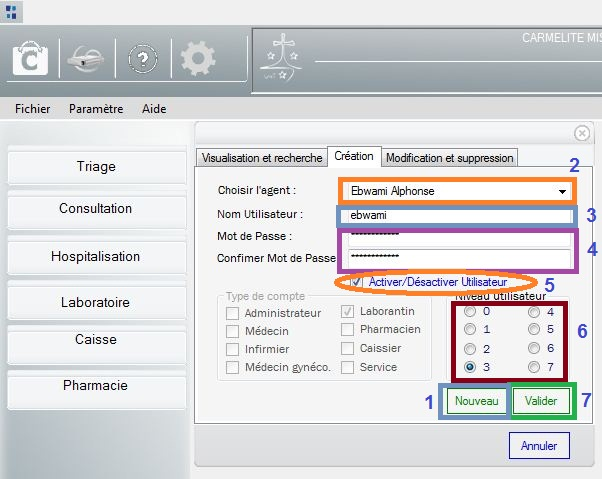 CARMELITE MIS
Fichier Paramètre Aide
Triage
Consultation
Hospitalisation
Laboratoire
Caisse
Pharmacie
Visualisation et recherche Création Modification et suppression
2
Choisir l'agent : Ebwami Alphonse
Nom Utilisateur : ebwami 3
Mot de Passe : ************
4
Confimer Mot de Passe ************
Activer/Désactiver Utilisateur 5
Type de compte
Administrateur Laborantin
Médecin Pharmacien
Infirmier Caissier
Médecin gynéco. Service
Niveau utilisateur
0 4
1 5
2 6
3 7
6
1 Nouveau Valider 7
Annuler